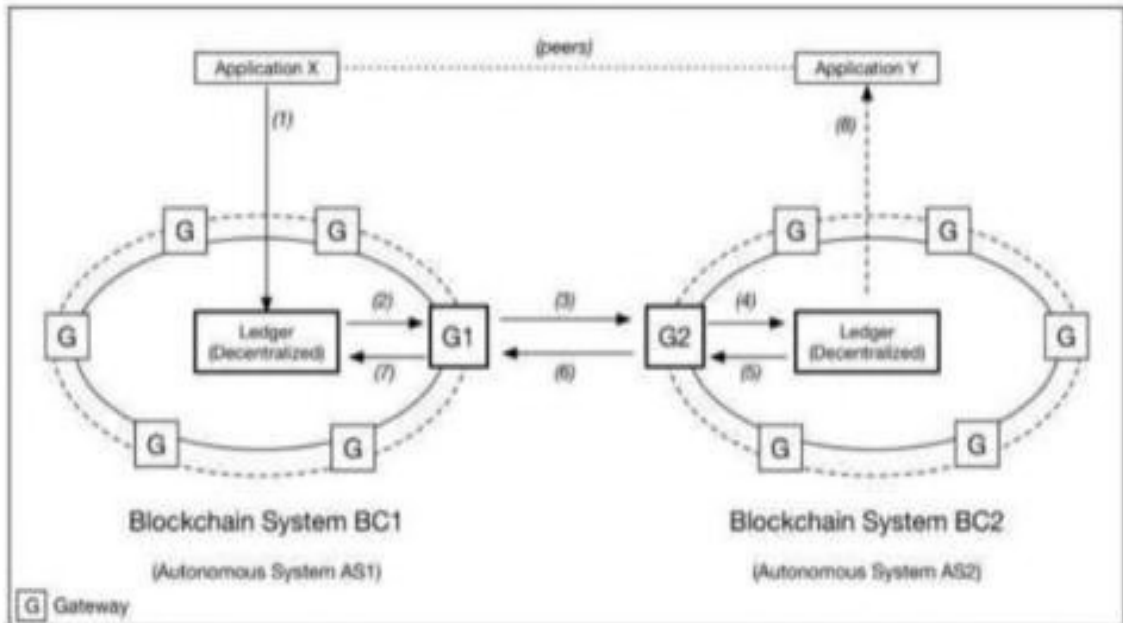 (peers)
Application X
Application Y
(1)
(8)
G
G
G
G
G
G
Ledger
(Decentralized)
(2)
(7)
G1
(3)
(6)
G2
(4)
(5)
Ledger
(Decentralized)
G
G
G
G
Blockchain System BC1
Blockchain System BC2
(Autonomous System AS1)
(Autonomous System AS2)
G Gateway